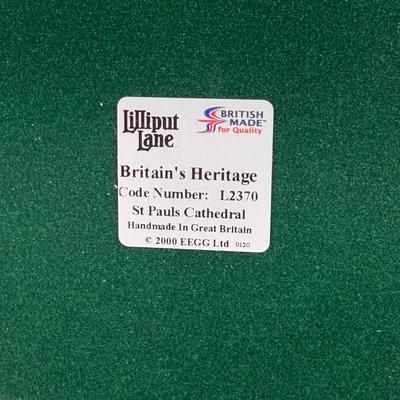 Lilliput
Lane
BRITISH
MADE™
for Quality
Britain's Heritage
Code Number: L2370
St Pauls Cathedral
Handmade In Great Britain
© 2000 EEGG Ltd 0120